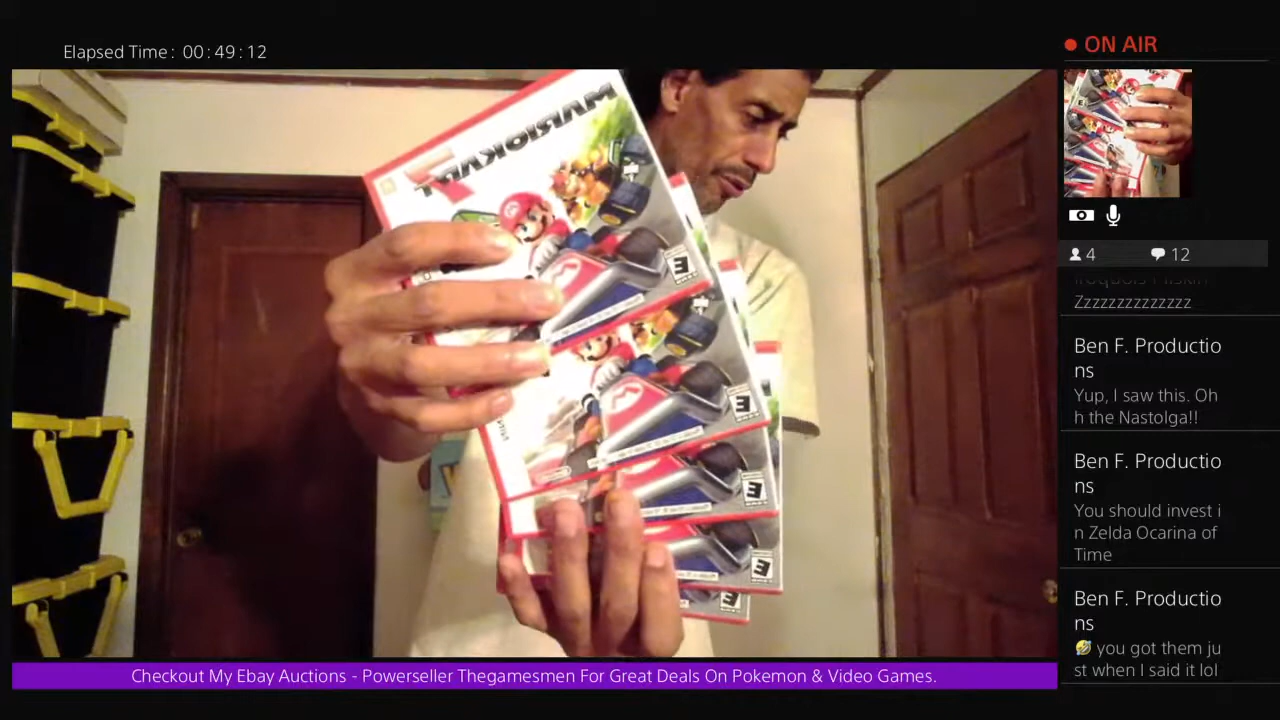 Elapsed Time: 00:49:12
ON AIR
MARIOKART 7
E
E
E
E
E
4
12
Zzzzzzzzzzzzzz
Ben F. Productio
ns
Yup, I saw this. Oh
h the Nastolga!!
Ben F. Productio
ns
You should invest i
n Zelda Ocarina of
Time
Ben F. Productio
ns
🤣 you got them ju
st when I said it lol
Checkout My Ebay Auctions - Powerseller Thegamesmen For Great Deals On Pokemon & Video Games.